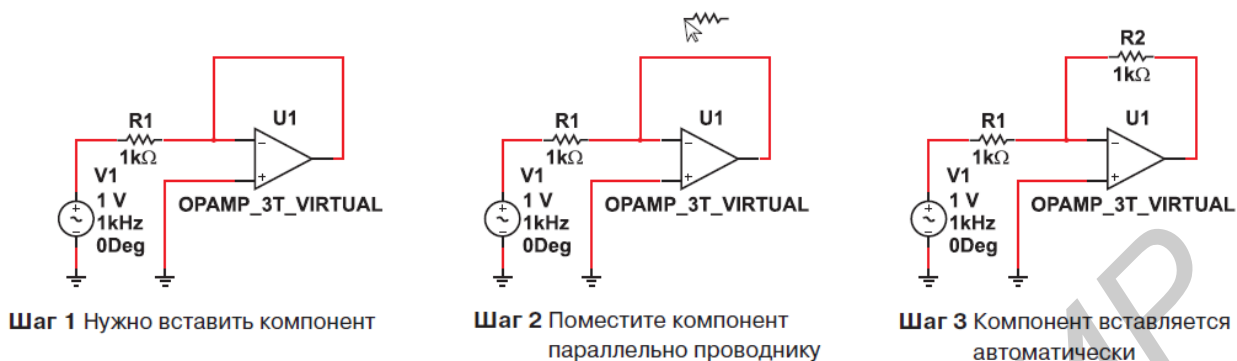 R1
1kΩ
U1
−
+
V1
+
−
1 V
1kHz
0Deg
OPAMP_3T_VIRTUAL
Шаг 1 Нужно вставить компонент
R1
1kΩ
U1
−
+
V1
+
−
1 V
1kHz
0Deg
OPAMP_3T_VIRTUAL
Шаг 2 Поместите компонент
параллельно проводнику
R2
1kΩ
R1
1kΩ
U1
−
+
V1
+
−
1 V
1kHz
0Deg
OPAMP_3T_VIRTUAL
Шаг 3 Компонент вставляется
автоматически